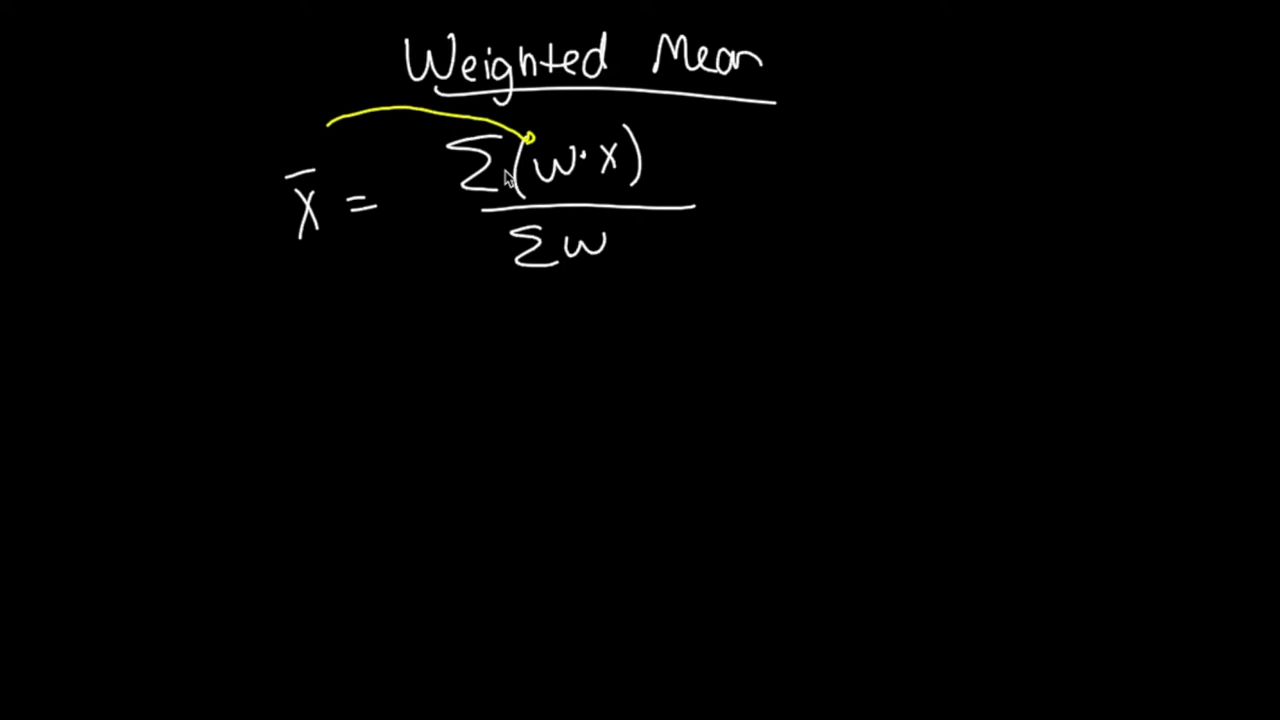 Weighted Mean
x̄ = Σ(w·x)
Σw